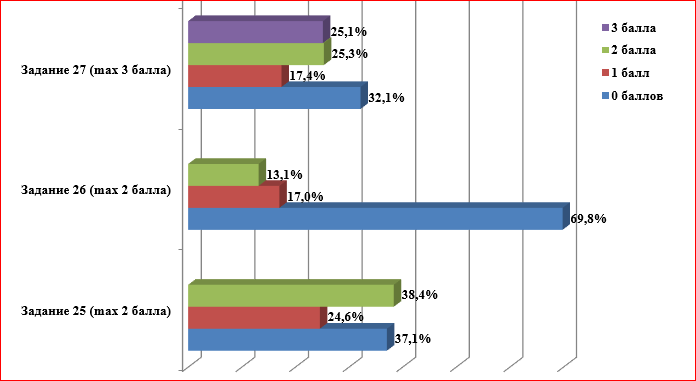 Задание 27 (max 3 балла)
25,1%
25,3%
17,4%
32,1%
Задание 26 (max 2 балла)
13,1%
17,0%
69,8%
Задание 25 (max 2 балла)
38,4%
24,6%
37,1%
3 балла
2 балла
1 балл
0 баллов